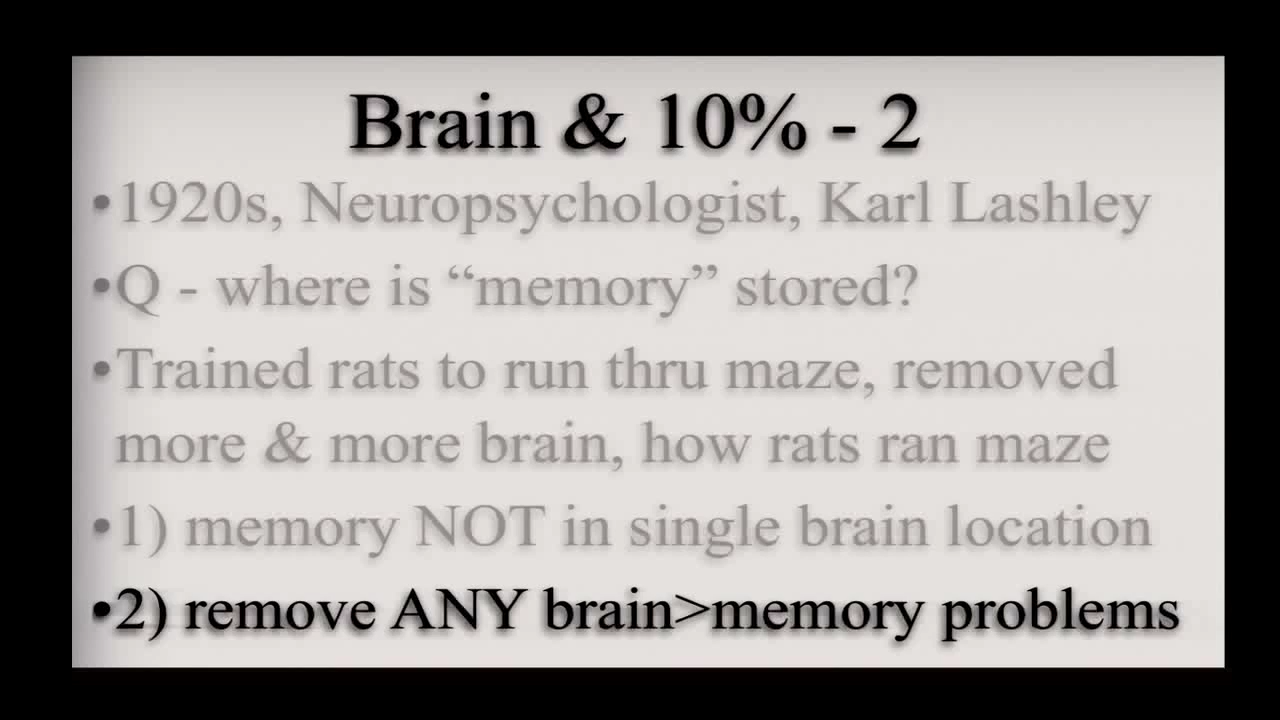 Brain & 10% - 2
•1920s, Neuropsychologist, Karl Lashley
•Q - where is “memory” stored?
•Trained rats to run thru maze, removed
more & more brain, how rats ran maze
•1) memory NOT in single brain location
•2) remove ANY brain>memory problems